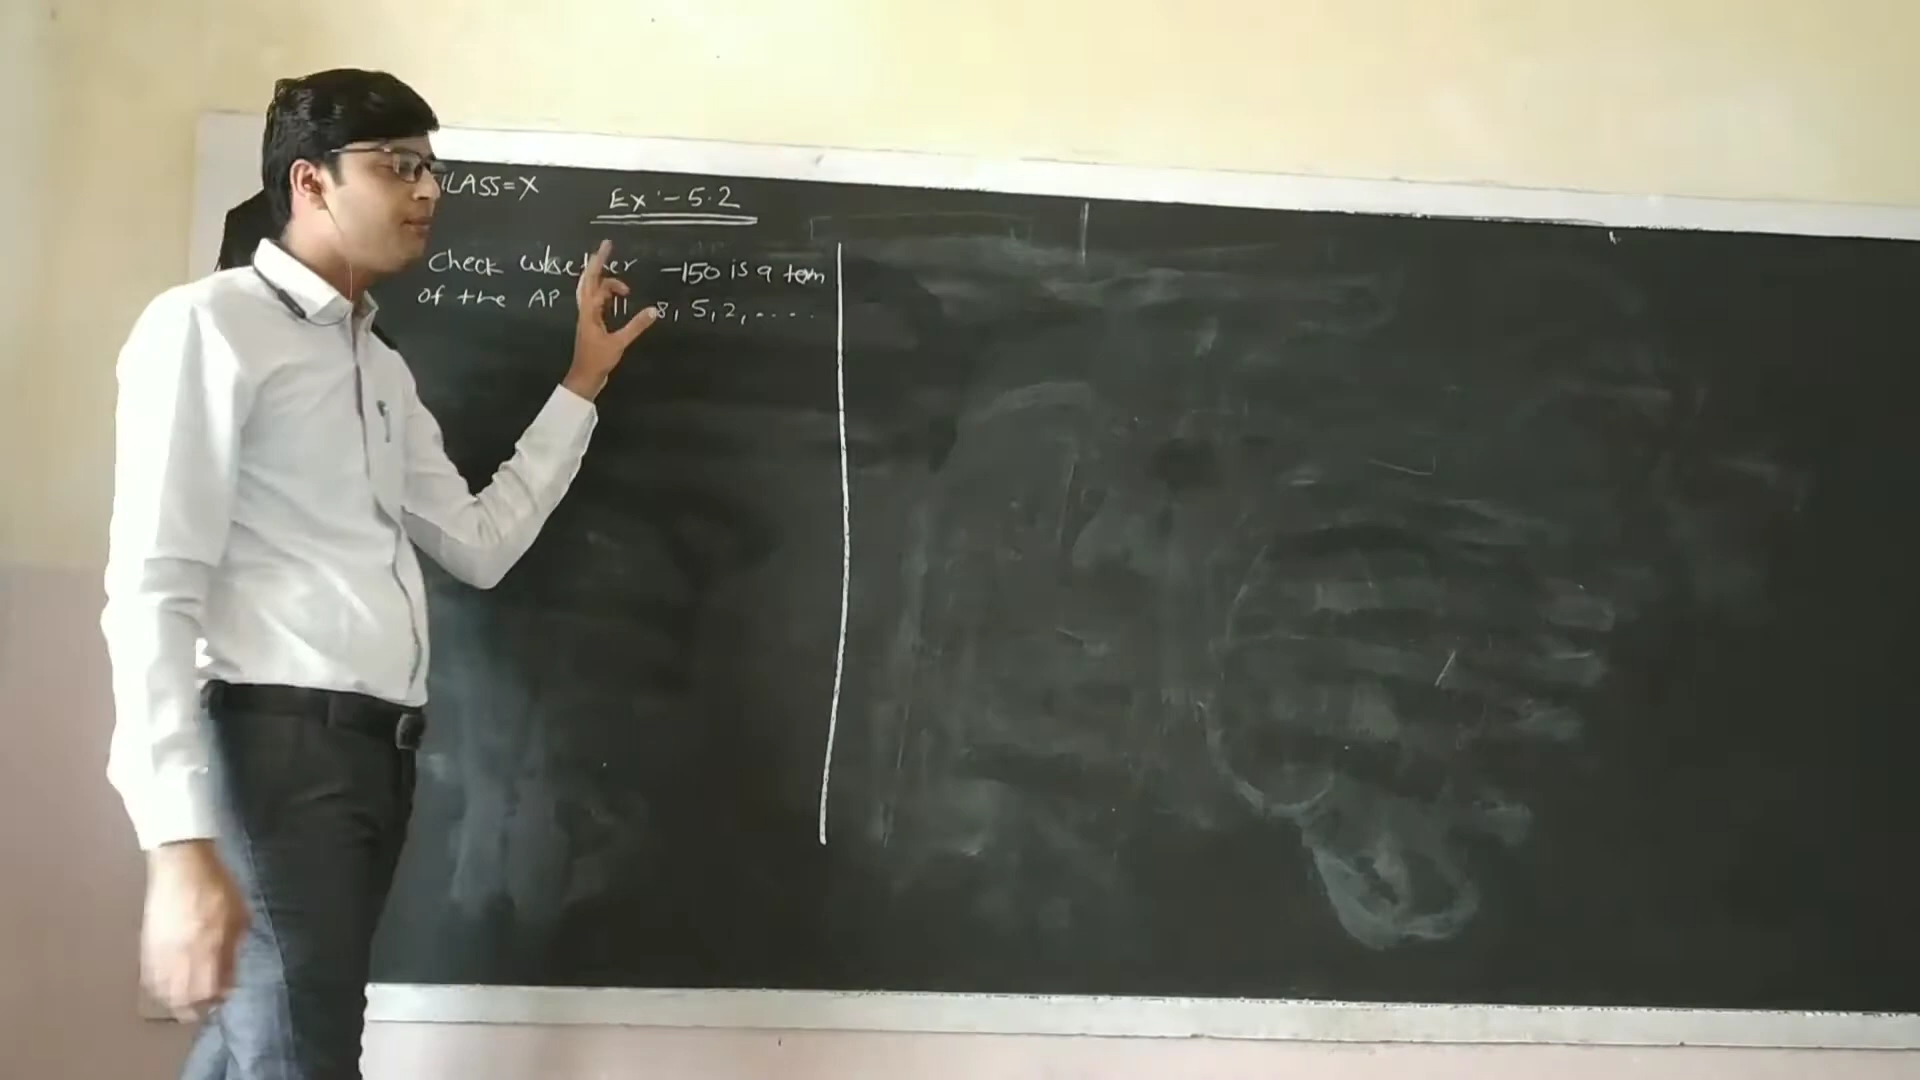 CLASS=X
Ex:-5.2
Check whether -150 is a term
of the AP 11, 8, 5, 2, ....